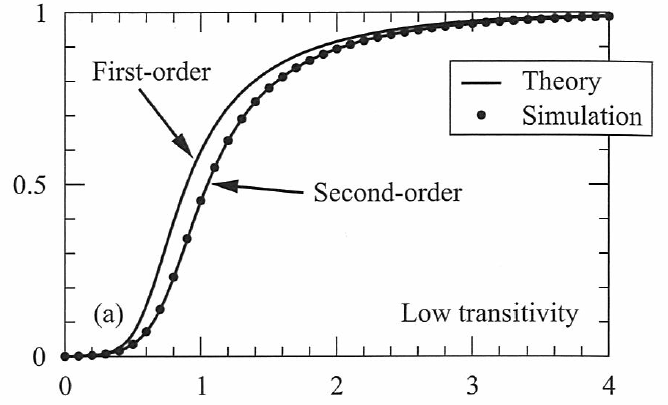 1
First-order
Theory
Simulation
0.5
Second-order
(a)
Low transitivity
0
0 1 2 3 4